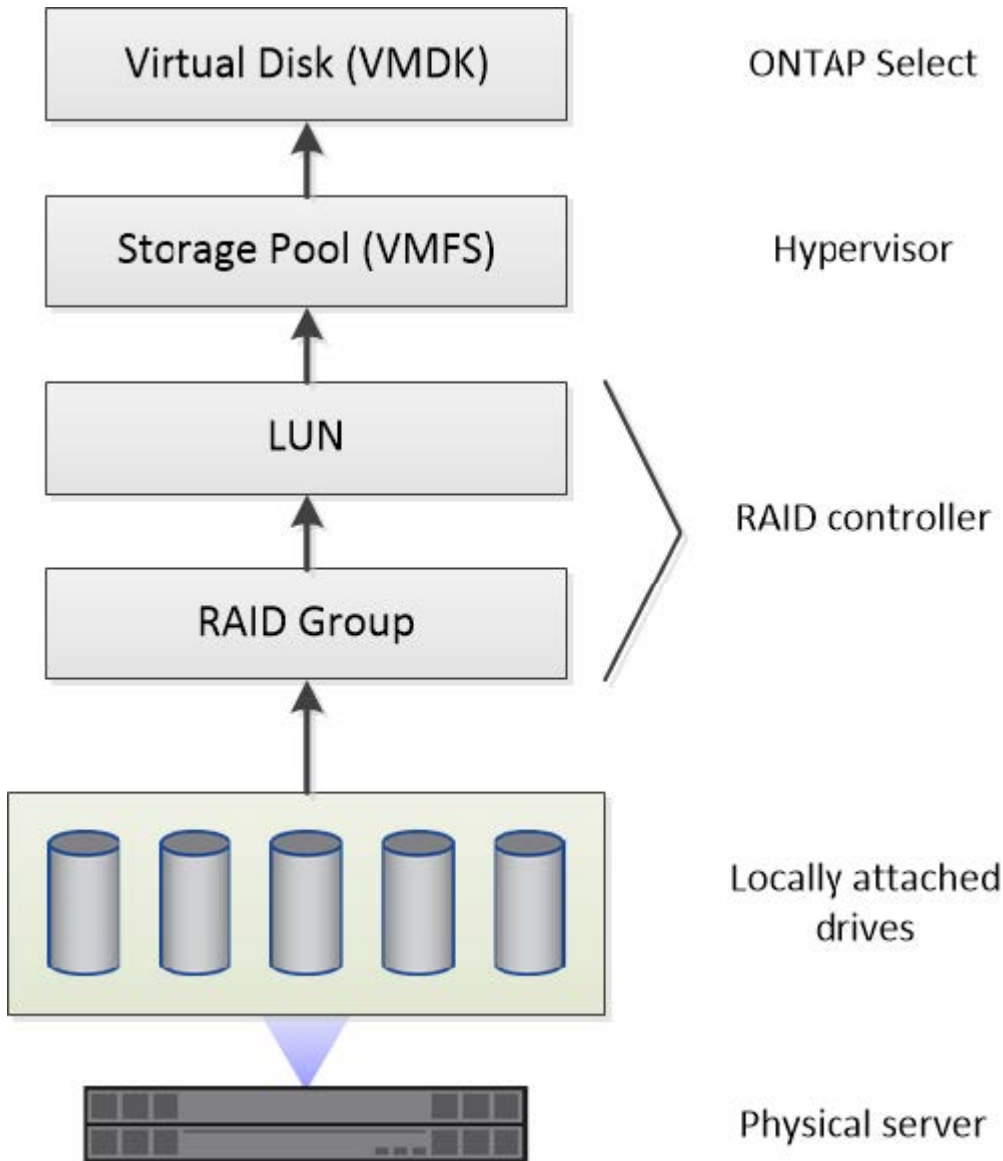 Virtual Disk (VMDK)
ONTAP Select
Storage Pool (VMFS)
Hypervisor
LUN
RAID controller
RAID Group
Locally attached
drives
Physical server